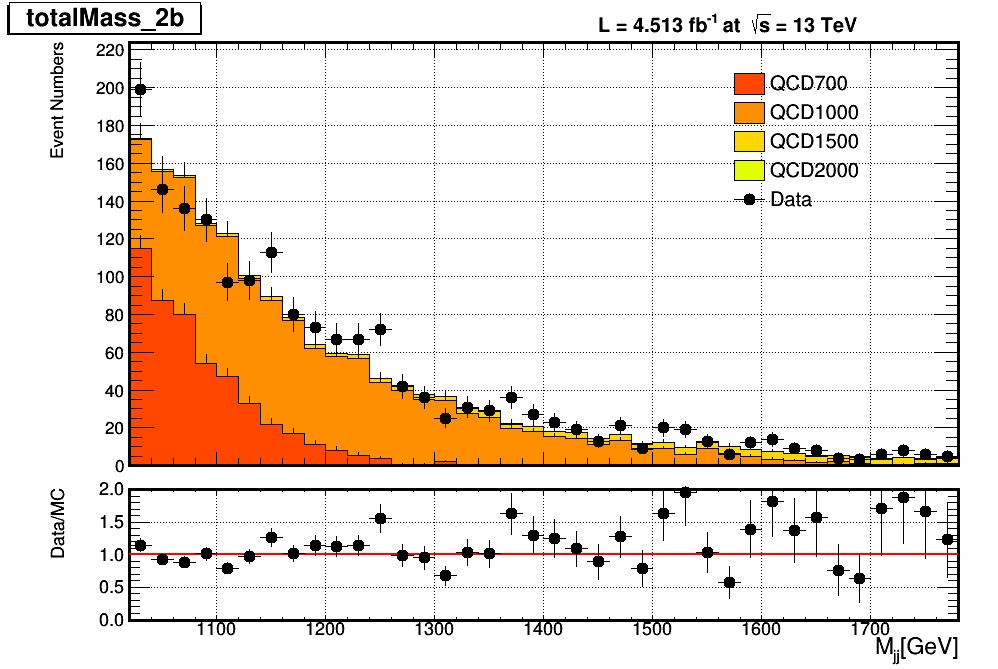 totalMass_2b
L = 4.513 fb⁻¹ at √s = 13 TeV
Event Numbers
220
200
180
160
140
120
100
80
60
40
20
0
QCD700
QCD1000
QCD1500
QCD2000
Data
Data/MC
2.0
1.5
1.0
0.5
0.0
1100
1200
1300
1400
1500
1600
1700
M_jj[GeV]